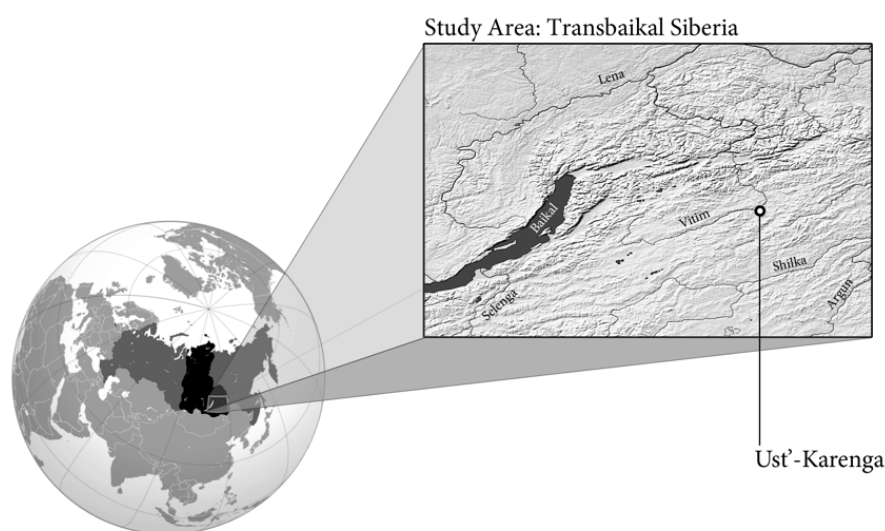 Study Area: Transbaikal Siberia
Lena
Baikal
Vitim
Shilka
Selenga
Argun
Ust’-Karenga